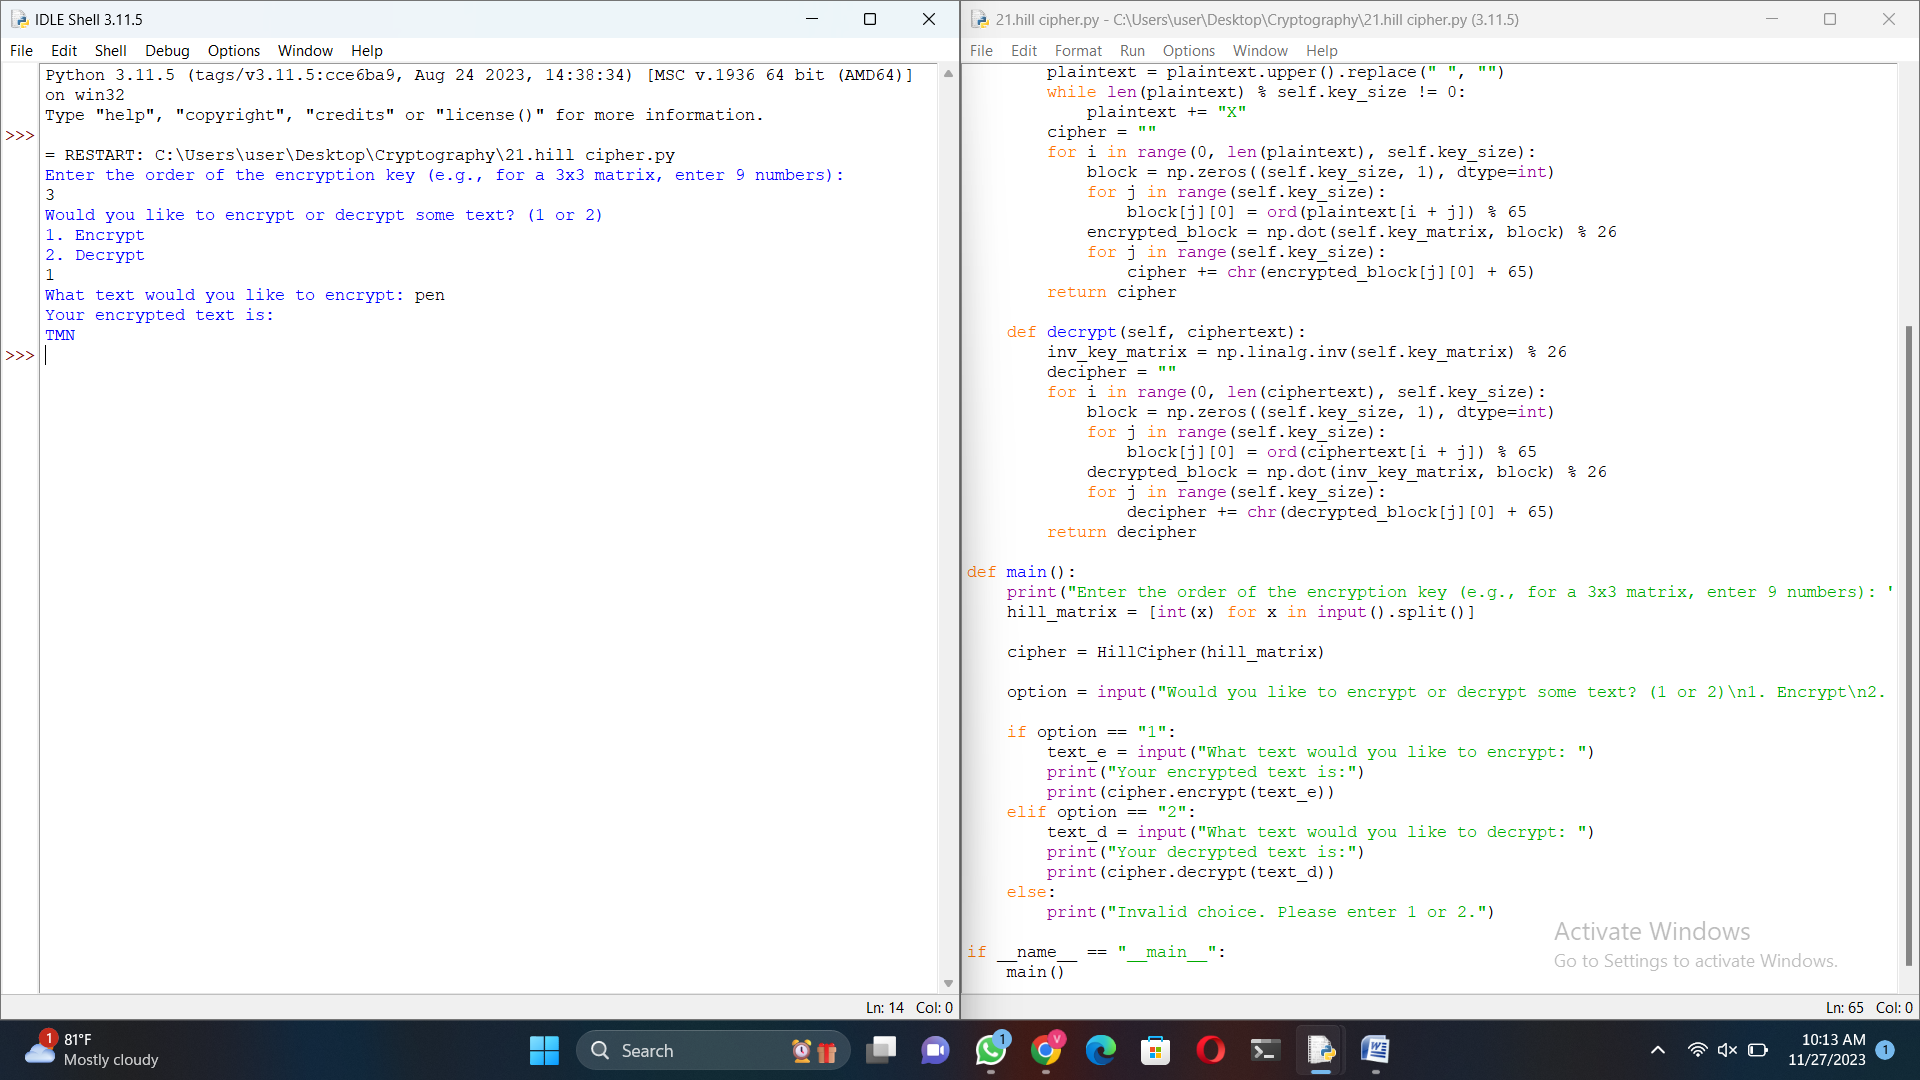 IDLE Shell 3.11.5
File Edit Shell Debug Options Window Help
Python 3.11.5 (tags/v3.11.5:cce6ba9, Aug 24 2023, 14:38:34) [MSC v.1936 64 bit (AMD64)]
on win32
Type "help", "copyright", "credits" or "license()" for more information.
>>>
= RESTART: C:\Users\user\Desktop\Cryptography\21.hill cipher.py
Enter the order of the encryption key (e.g., for a 3x3 matrix, enter 9 numbers):
3
Would you like to encrypt or decrypt some text? (1 or 2)
1. Encrypt
2. Decrypt
1
What text would you like to encrypt: pen
Your encrypted text is:
TMN
>>>
Ln: 14 Col: 0
21.hill cipher.py - C:\Users\user\Desktop\Cryptography\21.hill cipher.py (3.11.5)
File Edit Format Run Options Window Help
plaintext = plaintext.upper().replace(" ", "")
while len(plaintext) % self.key_size != 0:
plaintext += "X"
cipher = ""
for i in range(0, len(plaintext), self.key_size):
block = np.zeros((self.key_size, 1), dtype=int)
for j in range(self.key_size):
block[j][0] = ord(plaintext[i + j]) % 65
encrypted_block = np.dot(self.key_matrix, block) % 26
for j in range(self.key_size):
cipher += chr(encrypted_block[j][0] + 65)
return cipher
def decrypt(self, ciphertext):
inv_key_matrix = np.linalg.inv(self.key_matrix) % 26
decipher = ""
for i in range(0, len(ciphertext), self.key_size):
block = np.zeros((self.key_size, 1), dtype=int)
for j in range(self.key_size):
block[j][0] = ord(ciphertext[i + j]) % 65
decrypted_block = np.dot(inv_key_matrix, block) % 26
for j in range(self.key_size):
decipher += chr(decrypted_block[j][0] + 65)
return decipher
def main():
print("Enter the order of the encryption key (e.g., for a 3x3 matrix, enter 9 numbers): '
hill_matrix = [int(x) for x in input().split()]
cipher = HillCipher(hill_matrix)
option = input("Would you like to encrypt or decrypt some text? (1 or 2)\n1. Encrypt\n2.
if option == "1":
text_e = input("What text would you like to encrypt: ")
print("Your encrypted text is:")
print(cipher.encrypt(text_e))
elif option == "2":
text_d = input("What text would you like to decrypt: ")
print("Your decrypted text is:")
print(cipher.decrypt(text_d))
else:
print("Invalid choice. Please enter 1 or 2.")
if __name__ == "__main__":
main()
Activate Windows
Go to Settings to activate Windows.
Ln: 65 Col: 0
1
81°F
Mostly cloudy
Search
1
V
10:13 AM
11/27/2023
1